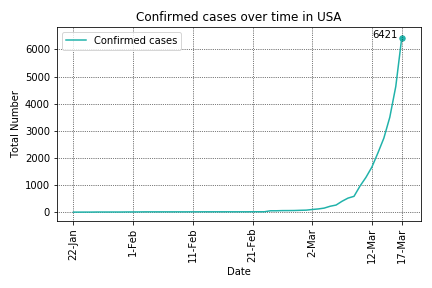 Confirmed cases over time in USA
Confirmed cases
6421
Total Number
6000
5000
4000
3000
2000
1000
0
22-Jan
1-Feb
11-Feb
21-Feb
2-Mar
12-Mar
17-Mar
Date